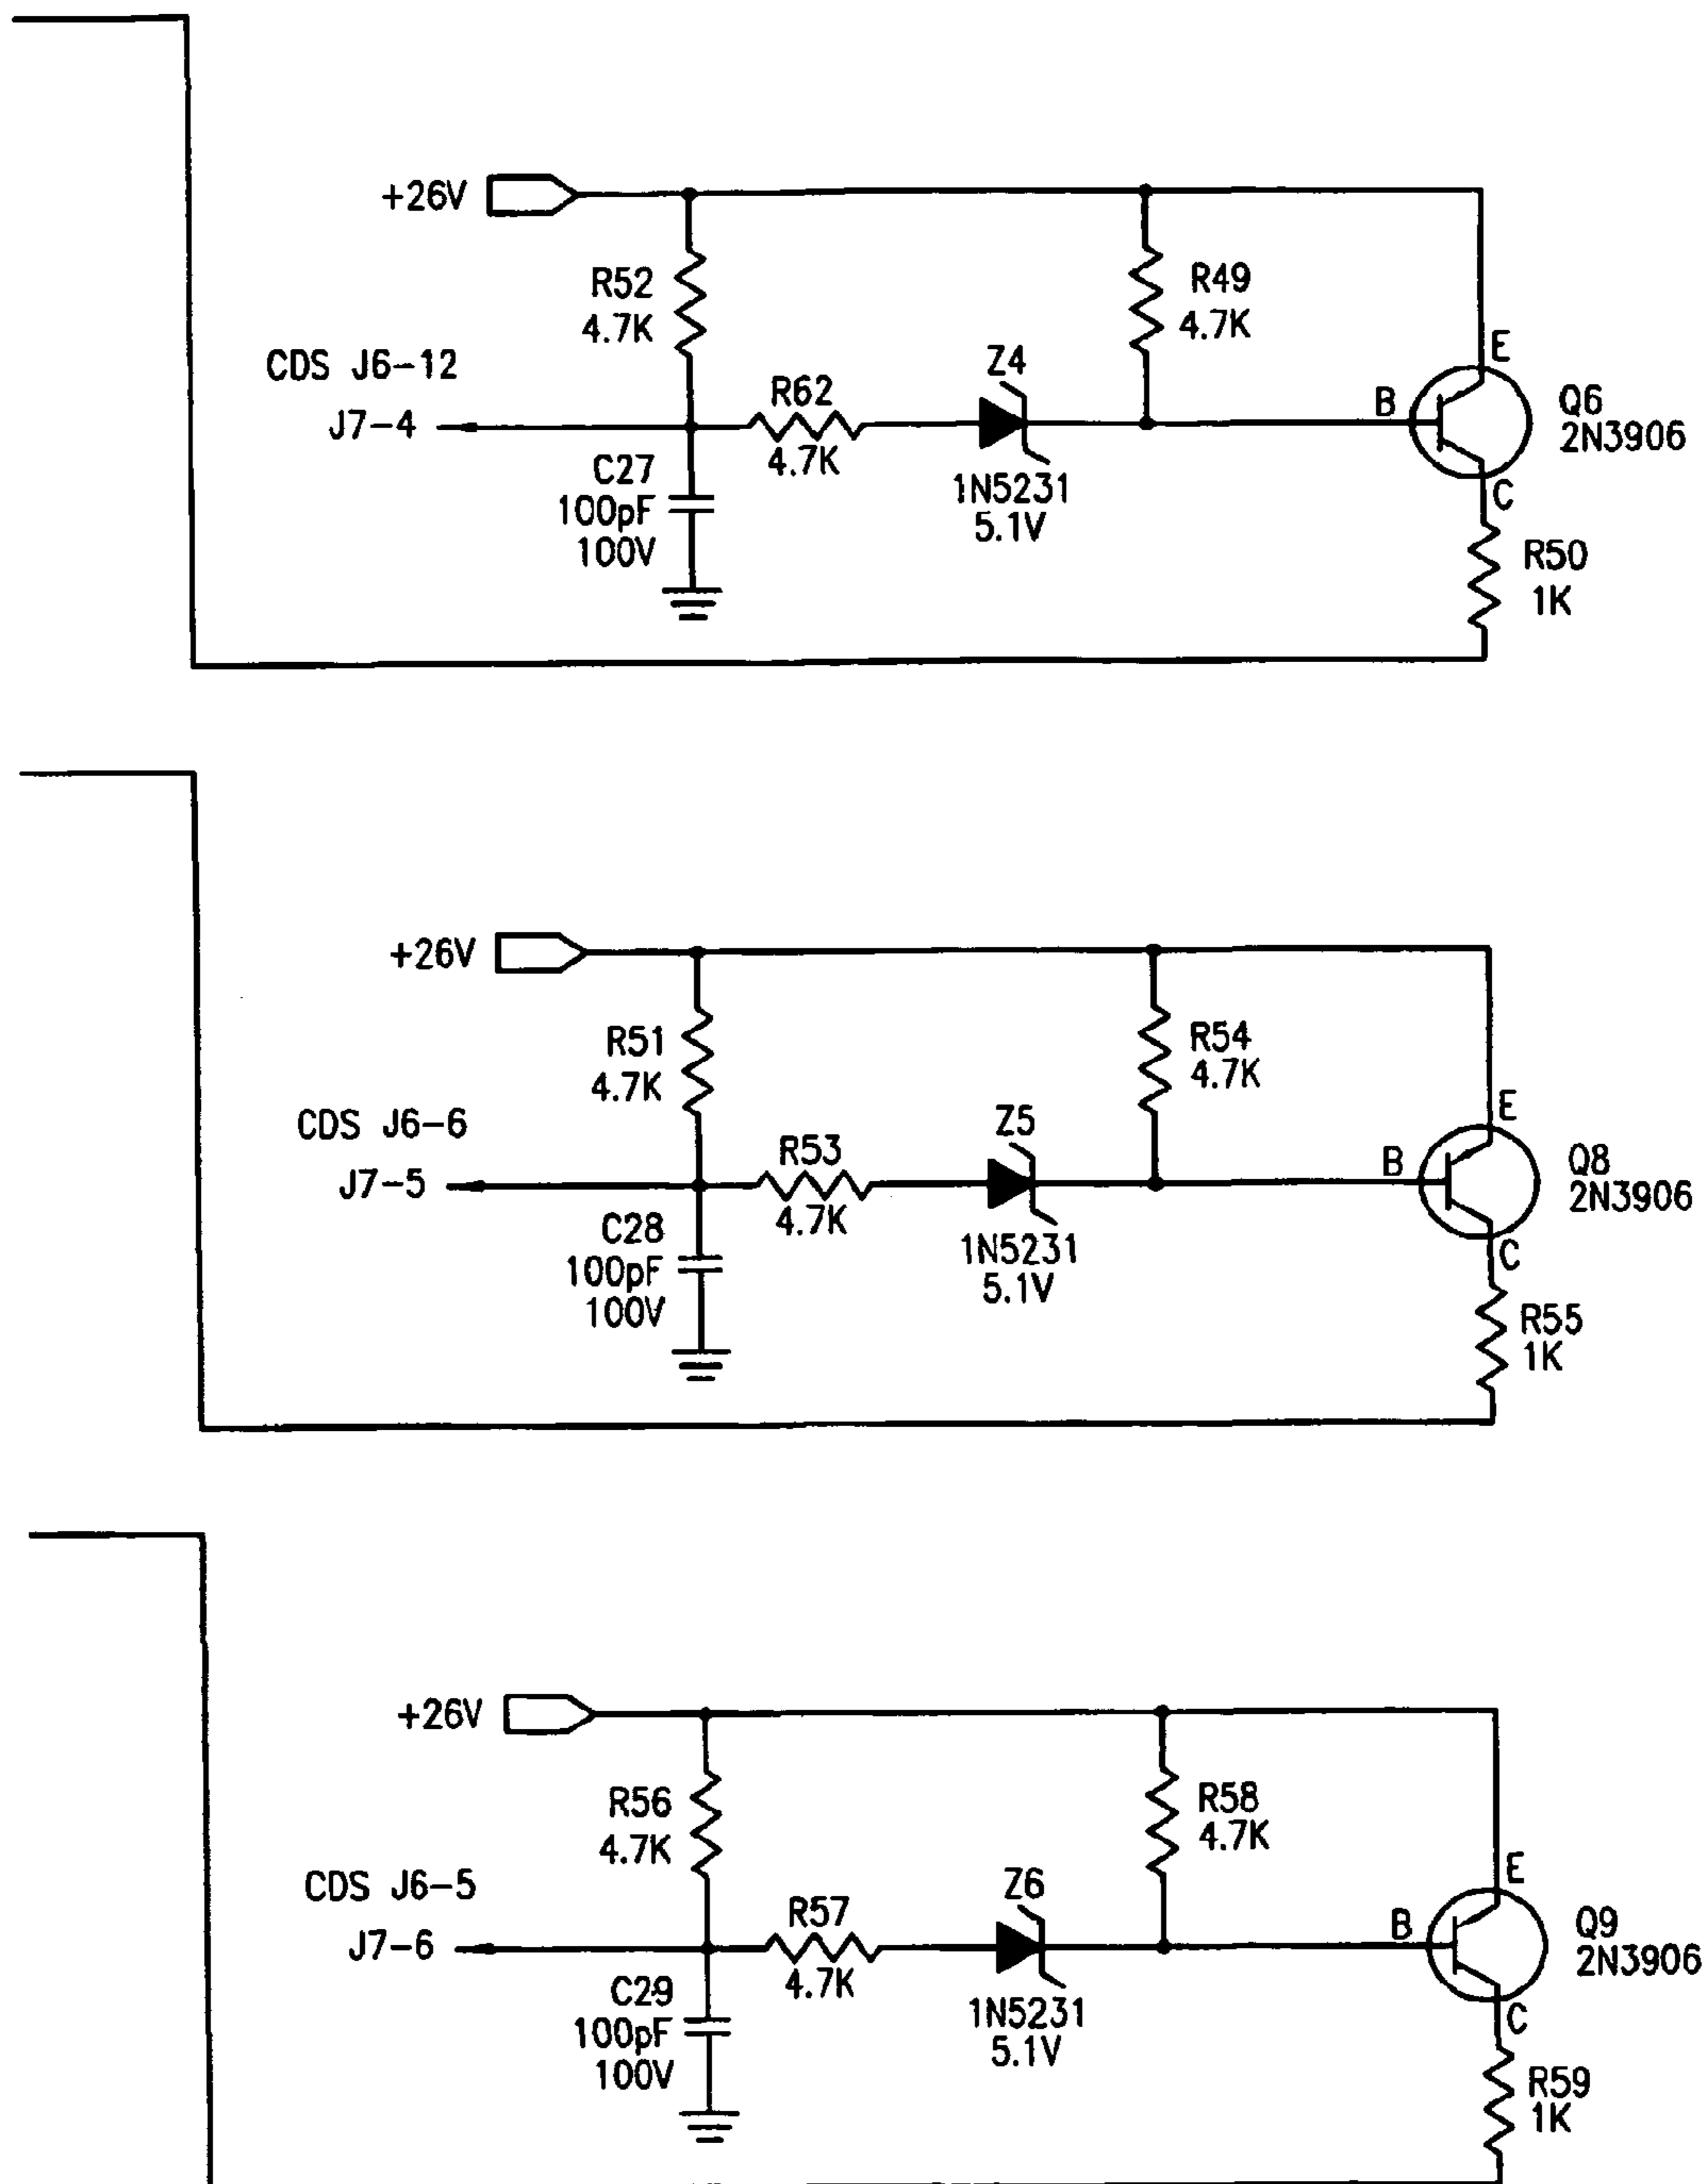 +26V
R52
4.7K
R49
4.7K
CDS J6-12
J7-4
R62
4.7K
Z4
1N5231
5.1V
C27
100pF
100V
E
B
C
Q6
2N3906
R50
1K
+26V
R51
4.7K
R54
4.7K
CDS J6-6
J7-5
R53
4.7K
Z5
1N5231
5.1V
C28
100pF
100V
E
B
C
Q8
2N3906
R55
1K
+26V
R56
4.7K
R58
4.7K
CDS J6-5
J7-6
R57
4.7K
Z6
1N5231
5.1V
C29
100pF
100V
E
B
C
Q9
2N3906
R59
1K